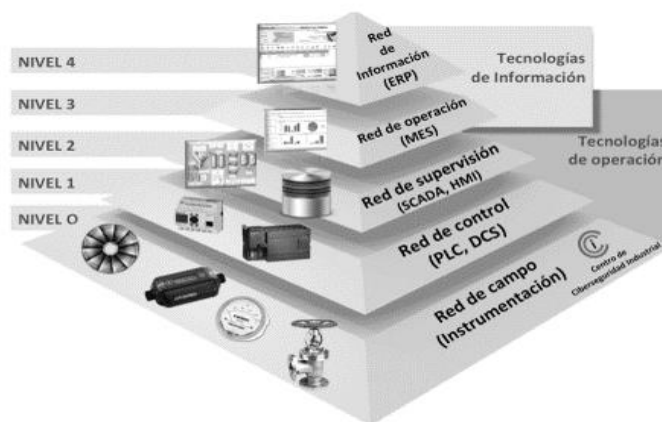 NIVEL 4
NIVEL 3
NIVEL 2
NIVEL 1
NIVEL O
Red
de
Información
(ERP)
Red de operación
(MES)
Red de supervisión
(SCADA, HMI)
Red de control
(PLC, DCS)
Red de campo
(Instrumentación)
Tecnologías
de Información
Tecnologías
de operación
Centro de
Ciberseguridad Industrial